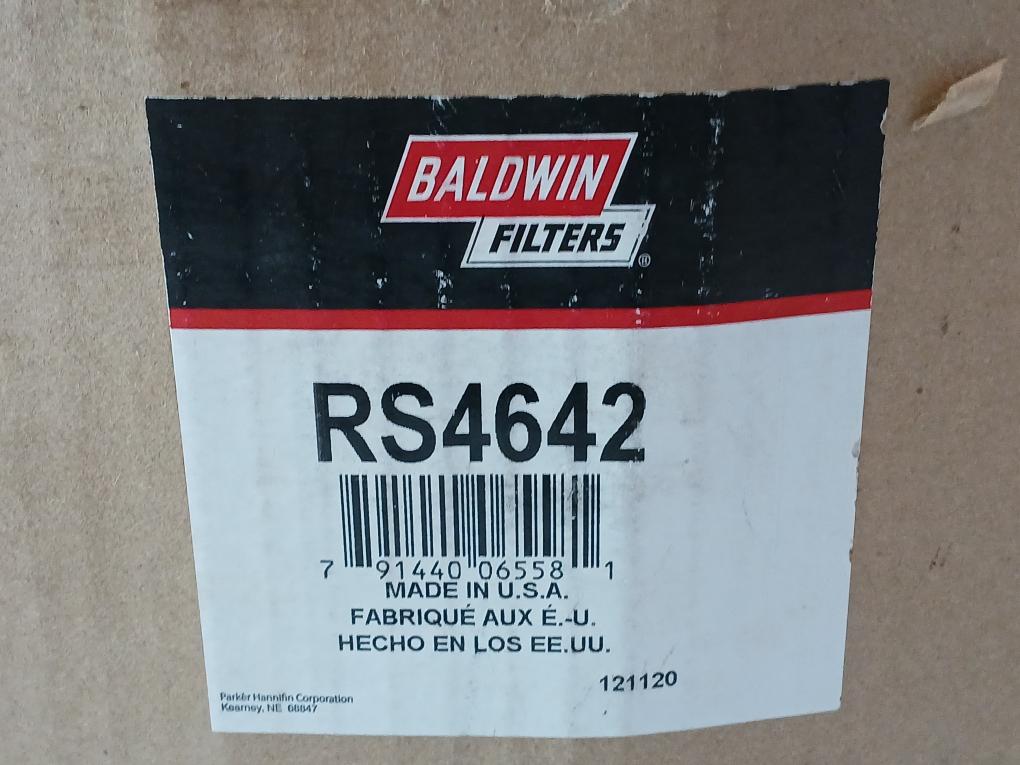 BALDWIN
FILTERS®
RS4642
7 91440 06558 1
MADE IN U.S.A.
FABRIQUÉ AUX É.-U.
HECHO EN LOS EE.UU.
121120
Parker Hannifin Corporation
Kearney, NE 68847